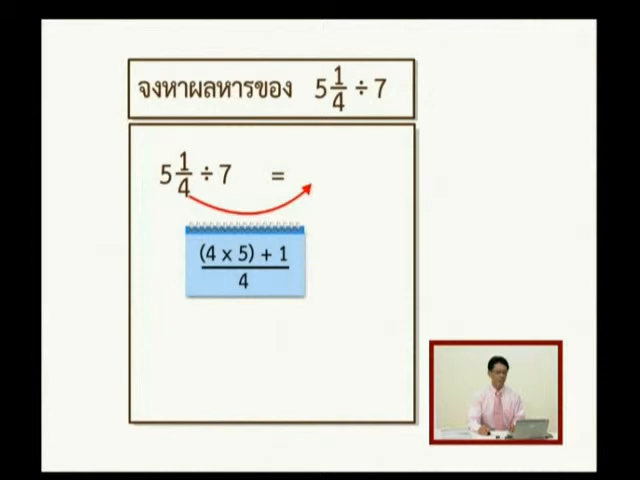 จงหาผลหารของ 5 1/4 ÷ 7
5 1/4 ÷ 7 =
(4 x 5) + 1
4